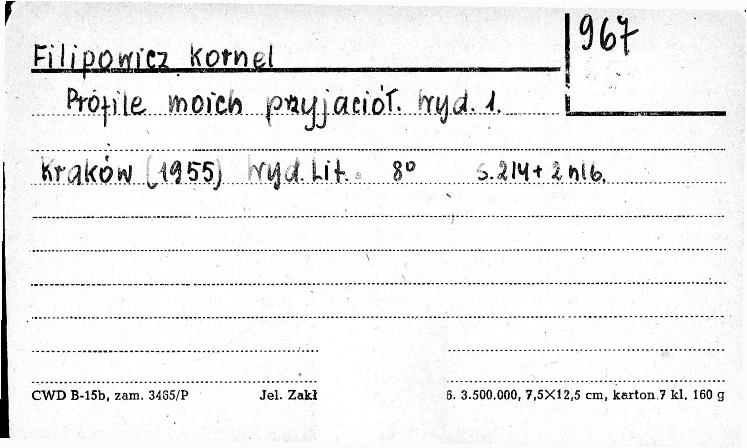 967
Filipowicz Kornel
Profile moich przyjaciół. Wyd. 1.
Kraków (1955) Wyd. Lit. 8° s. 214 + 2 nlb.
CWD B-15b, zam. 3465/P Jel. Zakł 6. 3.500.000, 7,5×12,5 cm, karton 7 kl. 160 g